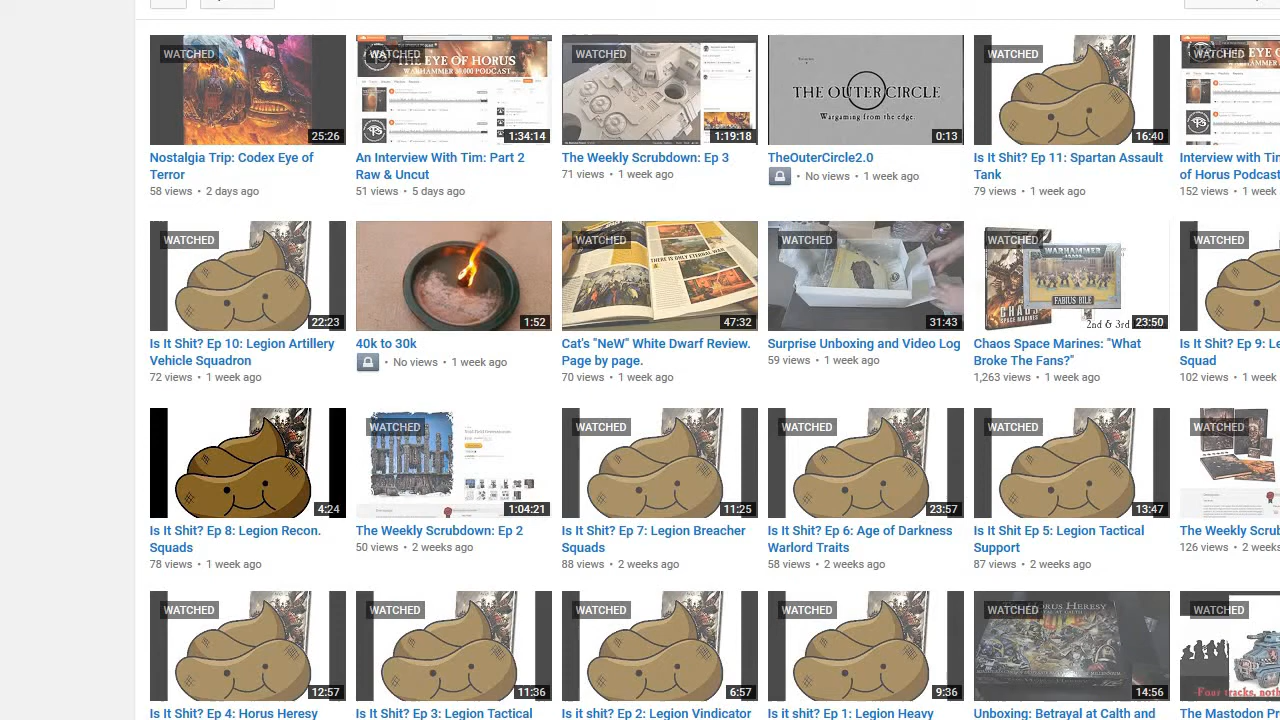 WATCHED
25:26
Nostalgia Trip: Codex Eye of
Terror
58 views • 2 days ago
WATCHED
THE EYE OF HORUS
WARHAMMER 30,000 PODCAST
1:34:14
An Interview With Tim: Part 2
Raw & Uncut
51 views • 5 days ago
WATCHED
1:19:18
The Weekly Scrubdown: Ep 3
71 views • 1 week ago
THE OUTER CIRCLE
Wargaming from the edge
0:13
TheOuterCircle2.0
• No views • 1 week ago
WATCHED
16:40
Is It Shit? Ep 11: Spartan Assault
Tank
79 views • 1 week ago
WATCHED
Interview with Tim
of Horus Podcast
152 views • 1 week
WATCHED
22:23
Is It Shit? Ep 10: Legion Artillery
Vehicle Squadron
72 views • 1 week ago
1:52
40k to 30k
• No views • 1 week ago
WATCHED
THERE IS ONLY ETERNAL WAR
47:32
Cat's "NeW" White Dwarf Review.
Page by page.
70 views • 1 week ago
WATCHED
31:43
Surprise Unboxing and Video Log
59 views • 1 week ago
WATCHED
WARHAMMER
40,000
FABIUS BILE
CHAOS
SPACE MARINES
2nd & 3rd
23:50
Chaos Space Marines: "What
Broke The Fans?"
1,263 views • 1 week ago
WATCHED
Is It Shit? Ep 9: Le
Squad
102 views • 1 week
4:24
Is It Shit? Ep 8: Legion Recon.
Squads
78 views • 1 week ago
WATCHED
1:04:21
The Weekly Scrubdown: Ep 2
50 views • 2 weeks ago
WATCHED
11:25
Is It Shit? Ep 7: Legion Breacher
Squads
88 views • 2 weeks ago
WATCHED
23:57
Is It Shit? Ep 6: Age of Darkness
Warlord Traits
58 views • 2 weeks ago
WATCHED
13:47
Is It Shit Ep 5: Legion Tactical
Support
87 views • 2 weeks ago
WATCHED
The Weekly Scrub
126 views • 2 weeks
WATCHED
12:57
Is It Shit? Ep 4: Horus Heresy
WATCHED
11:36
Is It Shit? Ep 3: Legion Tactical
WATCHED
6:57
Is it shit? Ep 2: Legion Vindicator
WATCHED
9:36
Is it shit? Ep 1: Legion Heavy
WATCHED
HORUS HERESY
BETRAYAL AT CALTH
14:56
Unboxing: Betrayal at Calth and
WATCHED
Four tracks, noth
The Mastodon Pr